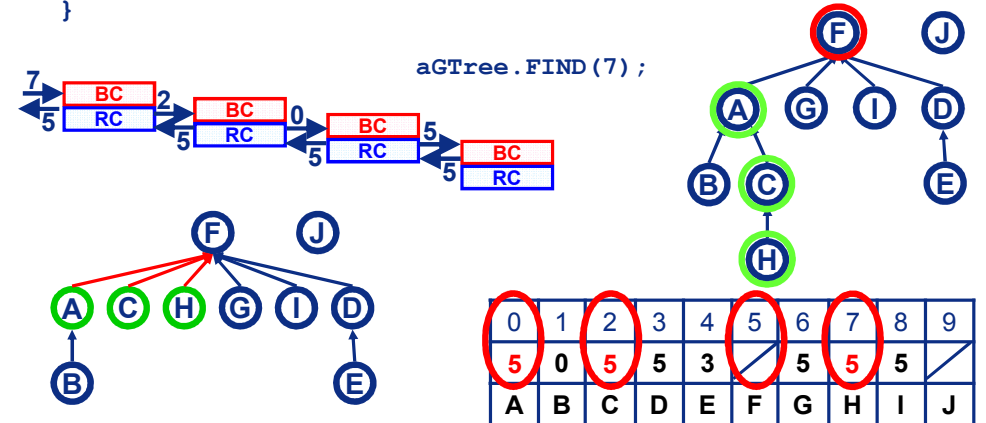 }
aGTree.FIND(7);
7 BC 2 BC 0 BC 5 BC
5 RC 5 RC 5 RC 5 RC
F J
A G I D
B C E
H
F J
A C H G I D
B E
0 1 2 3 4 5 6 7 8 9
5 0 5 5 3 5 5 5
A B C D E F G H I J